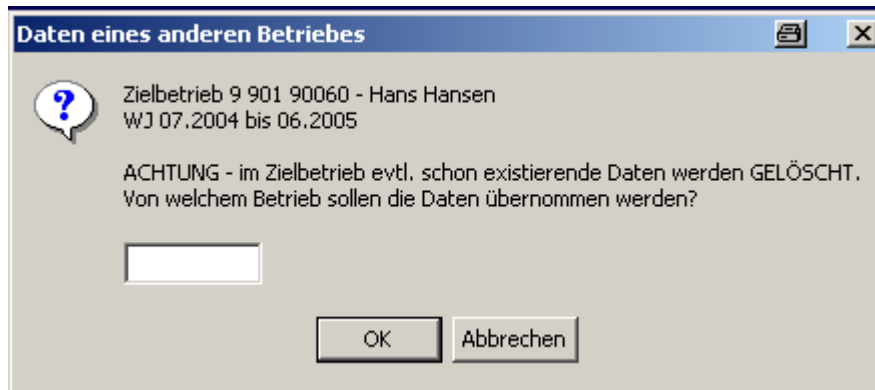 Daten eines anderen Betriebes
Zielbetrieb 9 901 90060 - Hans Hansen
WJ 07.2004 bis 06.2005
ACHTUNG - im Zielbetrieb evtl. schon existierende Daten werden GELÖSCHT.
Von welchem Betrieb sollen die Daten übernommen werden?
OK
Abbrechen